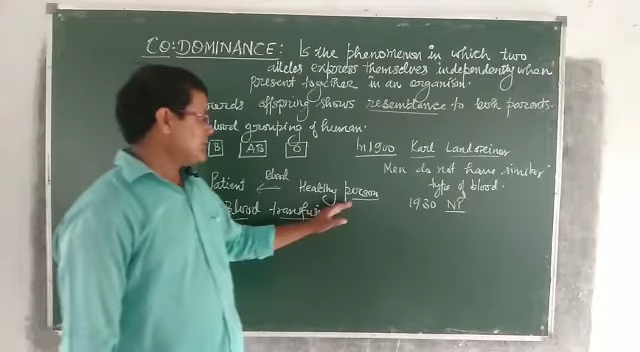 CO-DOMINANCE: Is the phenomenon in which two
alleles express themselves independently when
present together in an organism.
offspring shows resemblance to both parents.
grouping of human.
B AB O
In 1900 Karl Landsteiner
Men do not have similar
type of blood.
1930 NP
Patient Blood Healthy person
Blood